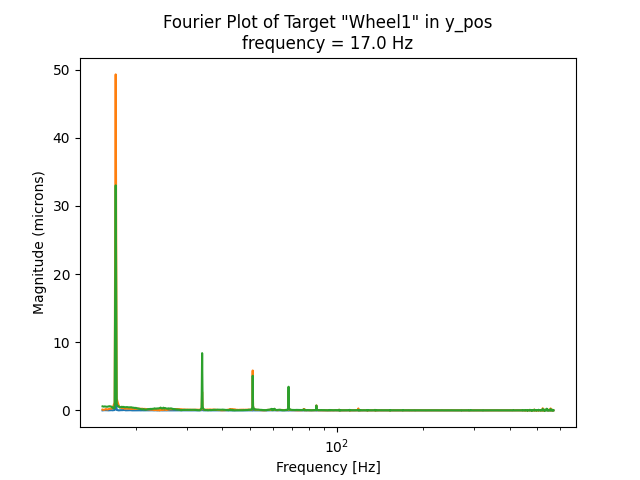 Fourier Plot of Target "Wheel1" in y_pos
frequency = 17.0 Hz
50
40
30
20
10
0
Magnitude (microns)
10²
Frequency [Hz]